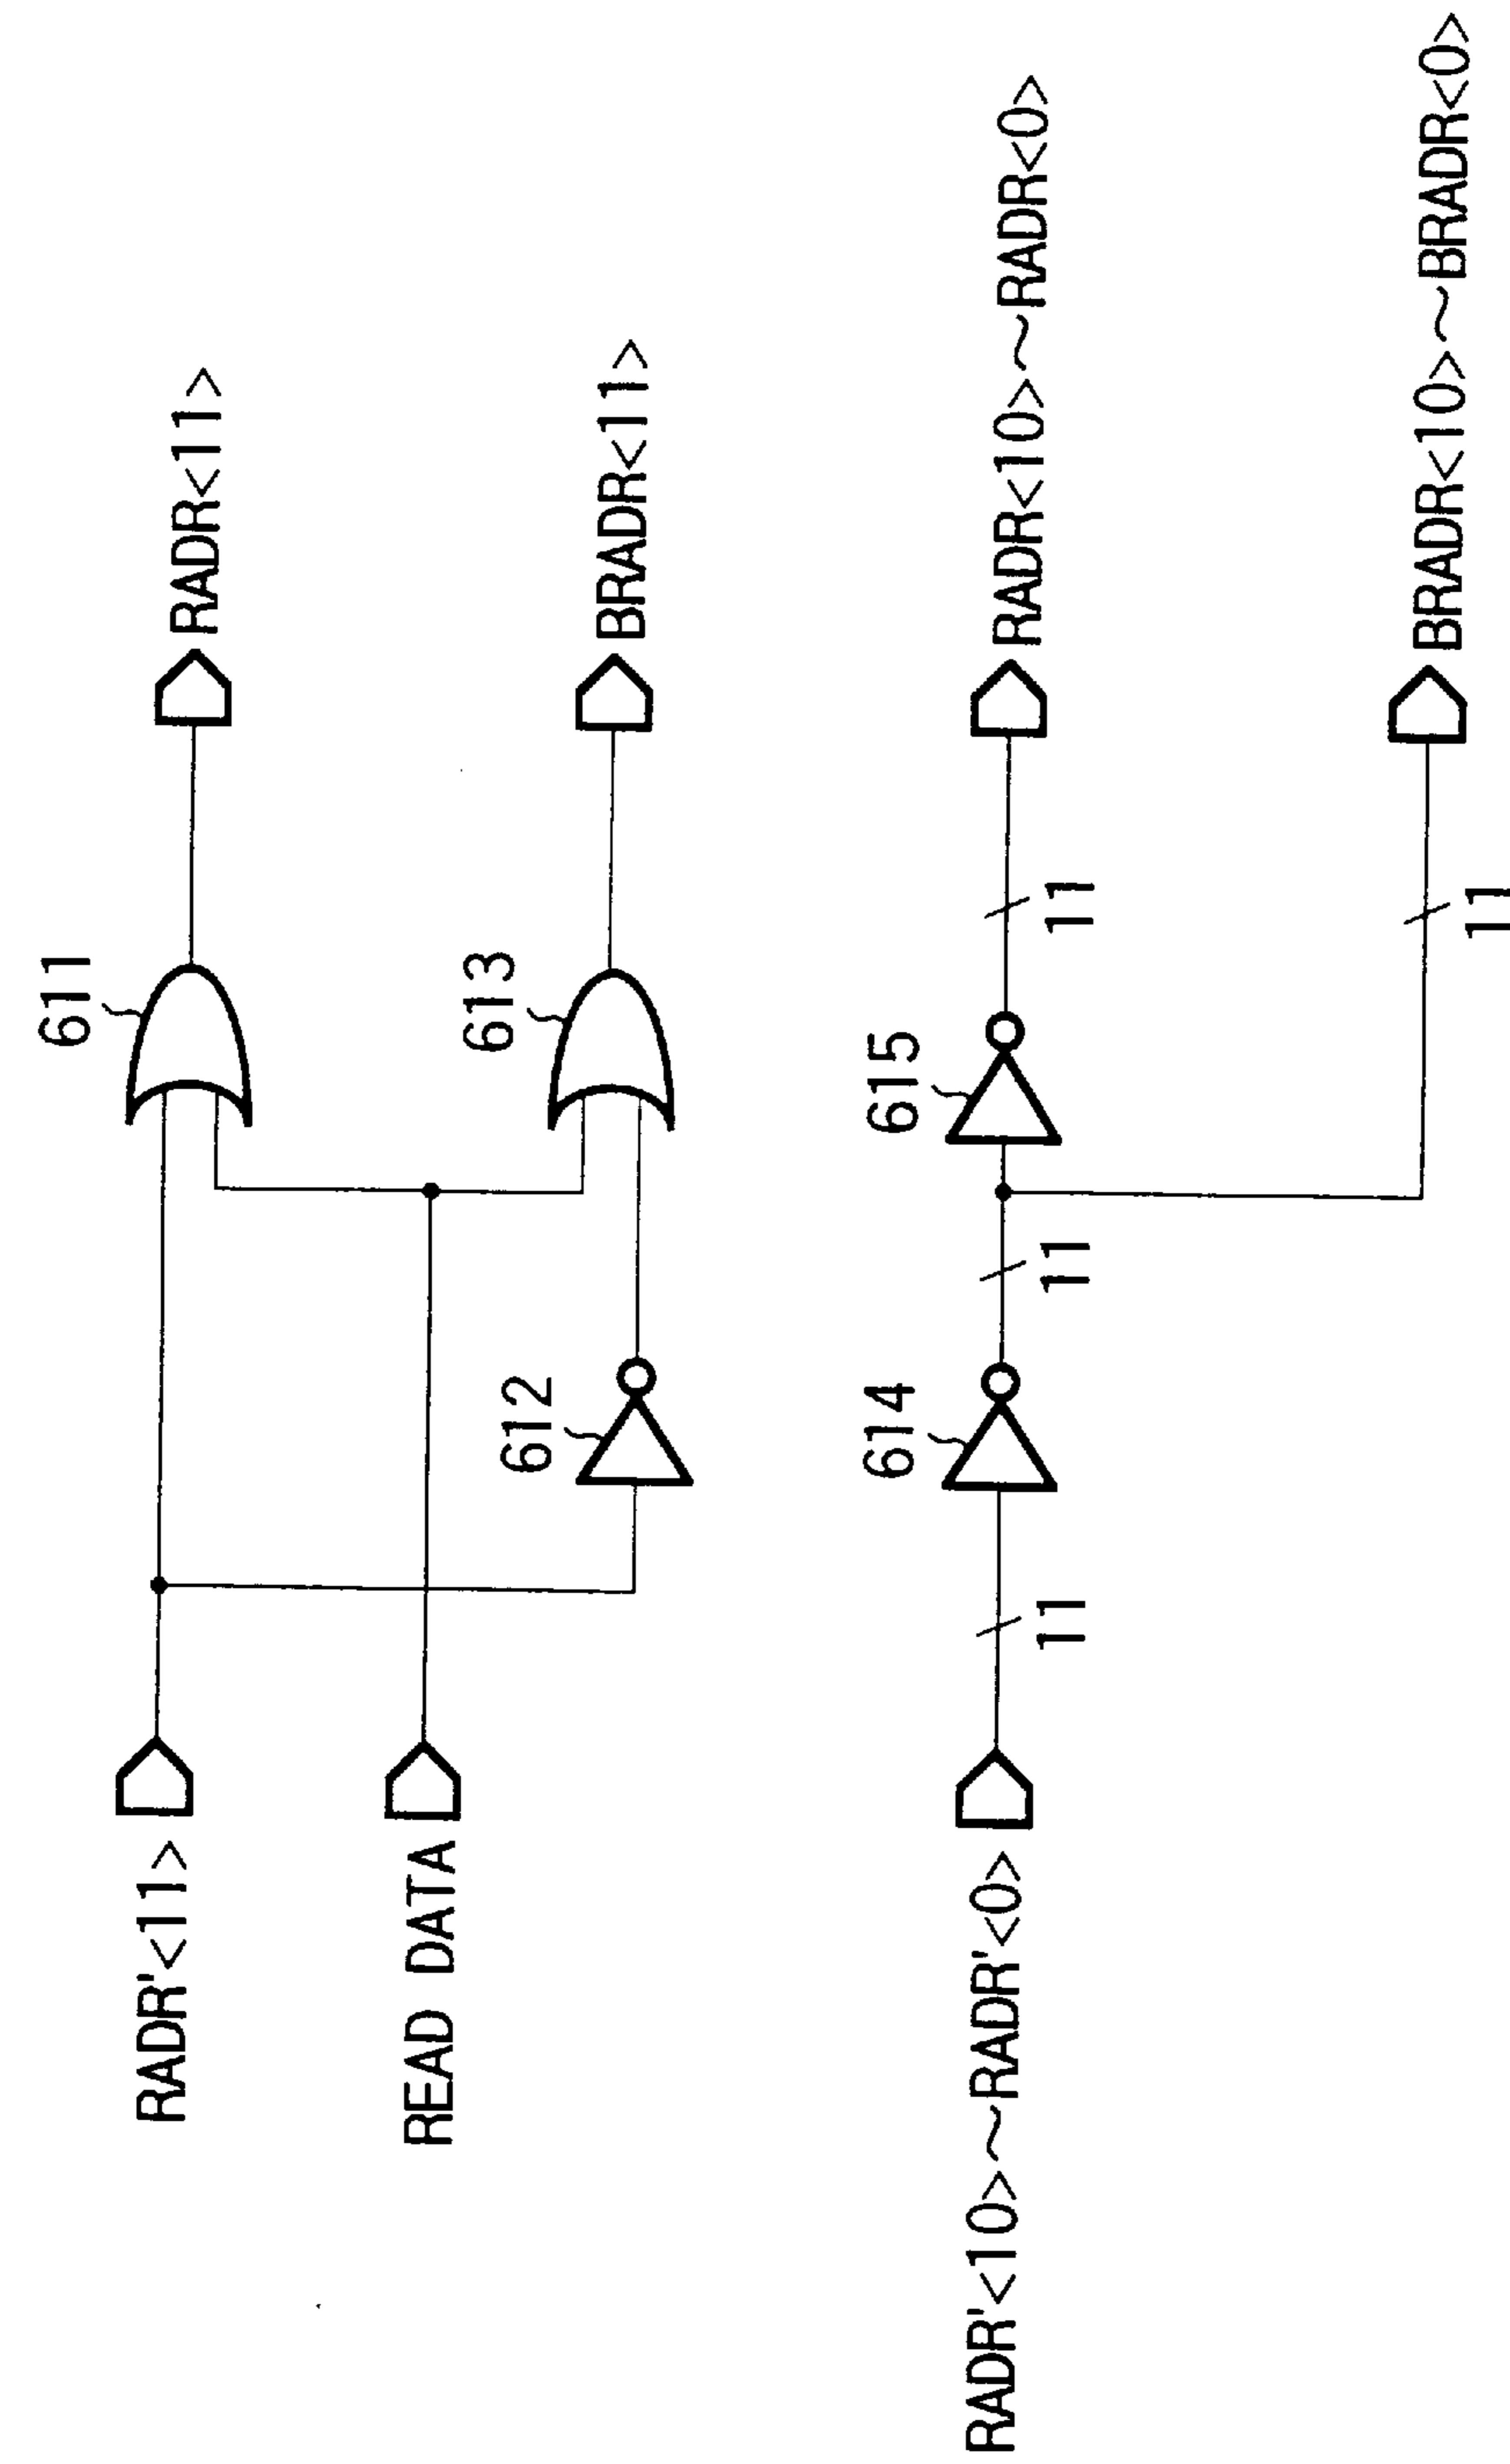 611
RADR'<11>
RADR<11>
READ DATA
613
612
BRADR<11>
614
615
RADR'<10>~RADR'<0>
RADR<10>~RADR<0>
11
11
11
BRADR<10>~BRADR<0>
11